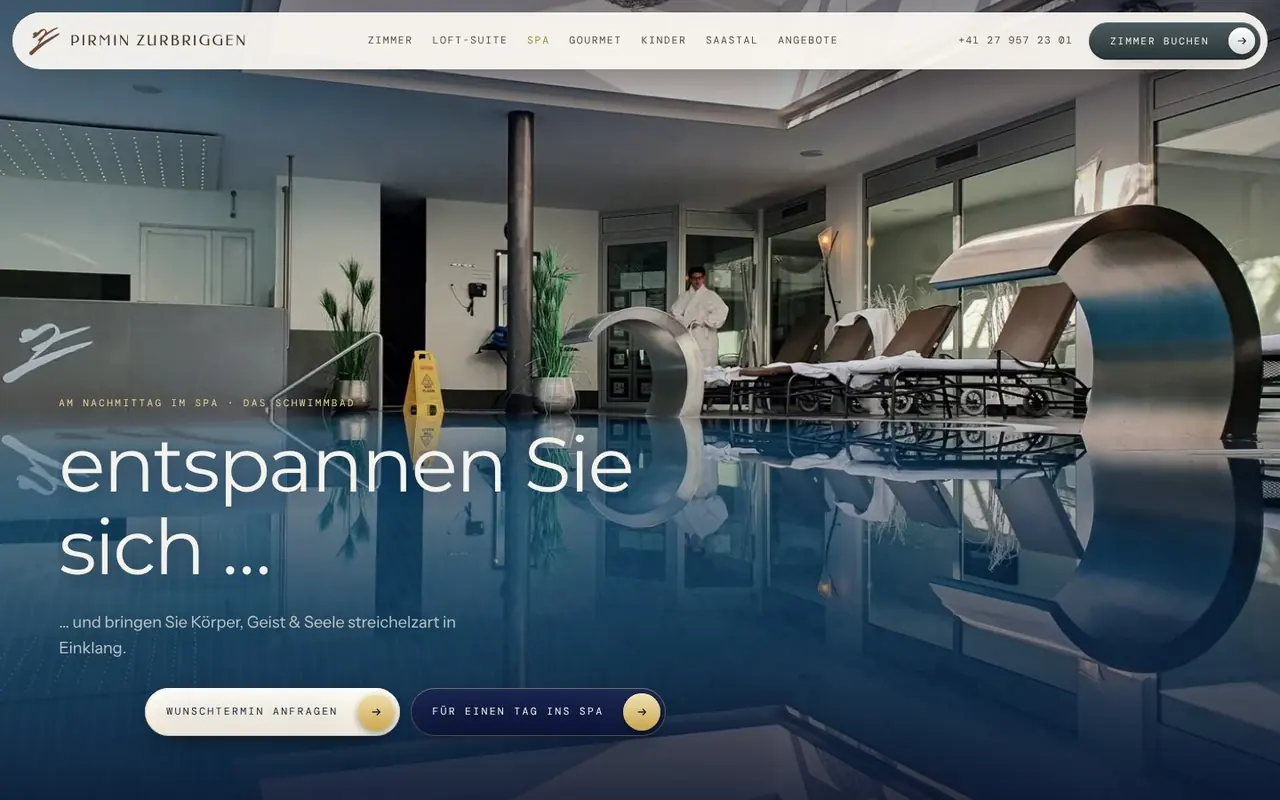 PIRMIN ZURBRIGGEN
ZIMMER LOFT-SUITE SPA GOURMET KINDER SAASTAL ANGEBOTE
+41 27 957 23 01
ZIMMER BUCHEN
AM NACHMITTAG IM SPA · DAS SCHWIMMBAD
entspannen Sie
sich ...
... und bringen Sie Körper, Geist & Seele streichelzart in
Einklang.
WUNSCHTERMIN ANFRAGEN
FÜR EINEN TAG INS SPA